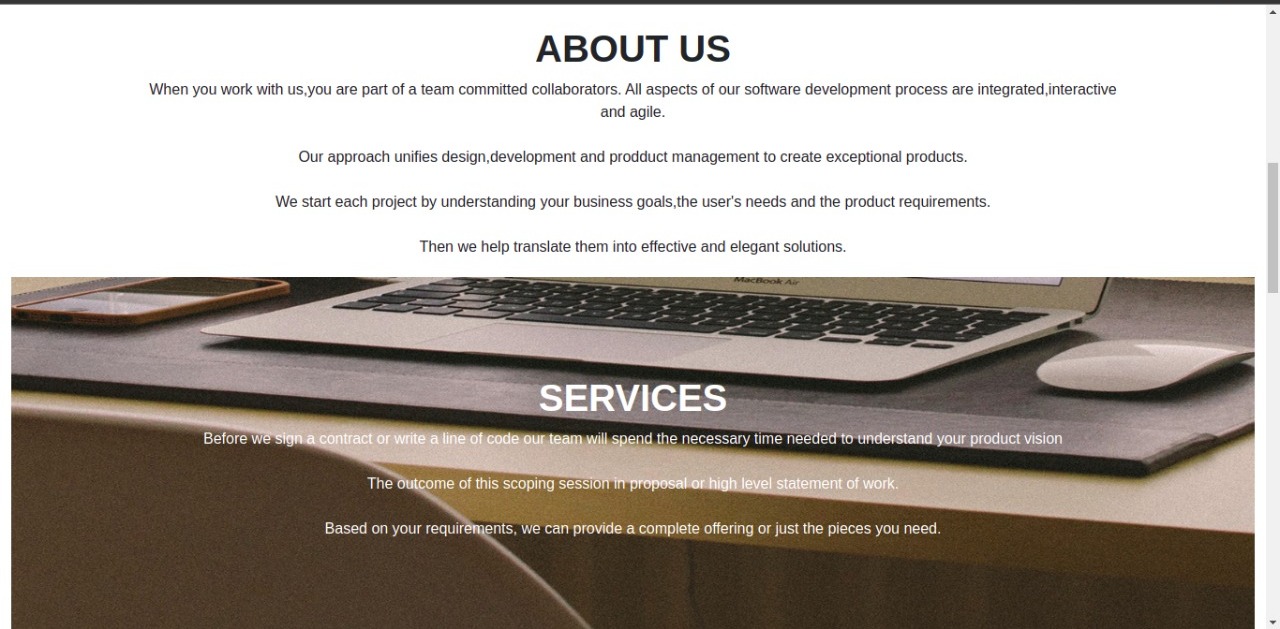 ABOUT US
When you work with us,you are part of a team committed collaborators. All aspects of our software development process are integrated,interactive
and agile.
Our approach unifies design,development and prodduct management to create exceptional products.
We start each project by understanding your business goals,the user's needs and the product requirements.
Then we help translate them into effective and elegant solutions.
MacBook Air
SERVICES
Before we sign a contract or write a line of code our team will spend the necessary time needed to understand your product vision
The outcome of this scoping session in proposal or high level statement of work.
Based on your requirements, we can provide a complete offering or just the pieces you need.